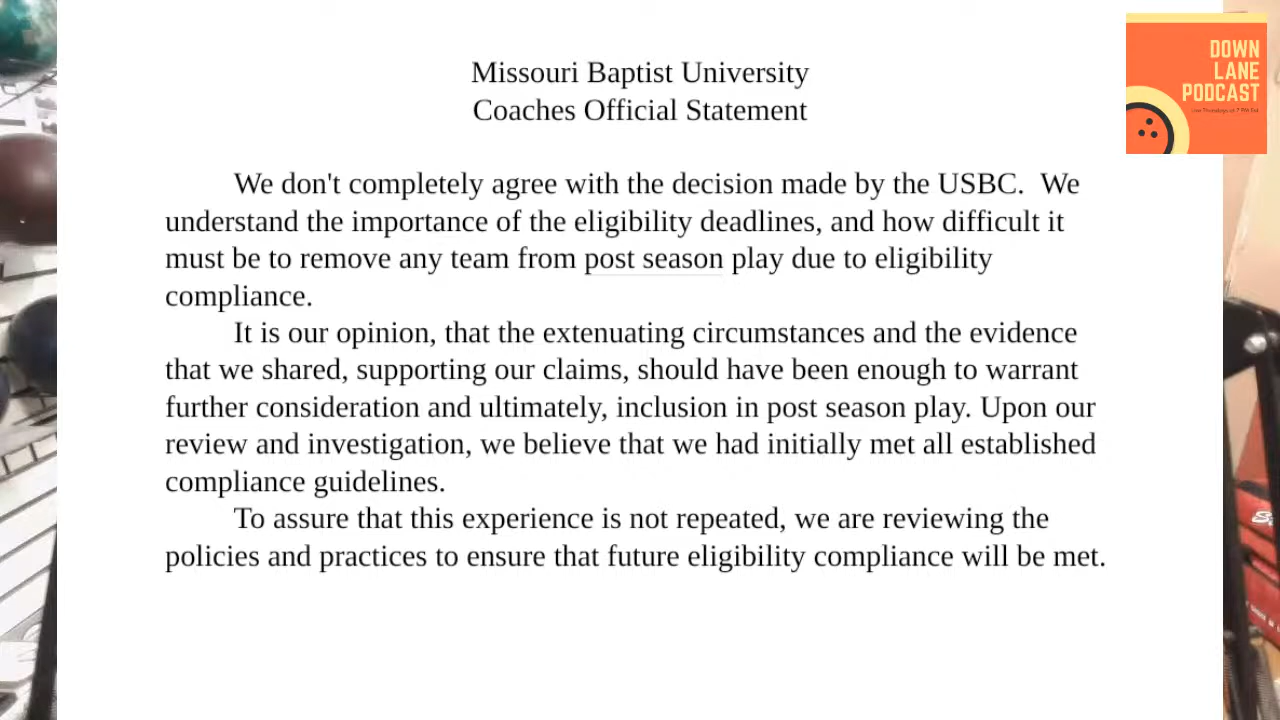 Missouri Baptist University
Coaches Official Statement
We don't completely agree with the decision made by the USBC.  We
understand the importance of the eligibility deadlines, and how difficult it
must be to remove any team from post season play due to eligibility
compliance.
It is our opinion, that the extenuating circumstances and the evidence
that we shared, supporting our claims, should have been enough to warrant
further consideration and ultimately, inclusion in post season play. Upon our
review and investigation, we believe that we had initially met all established
compliance guidelines.
To assure that this experience is not repeated, we are reviewing the
policies and practices to ensure that future eligibility compliance will be met.
DOWN
LANE
PODCAST